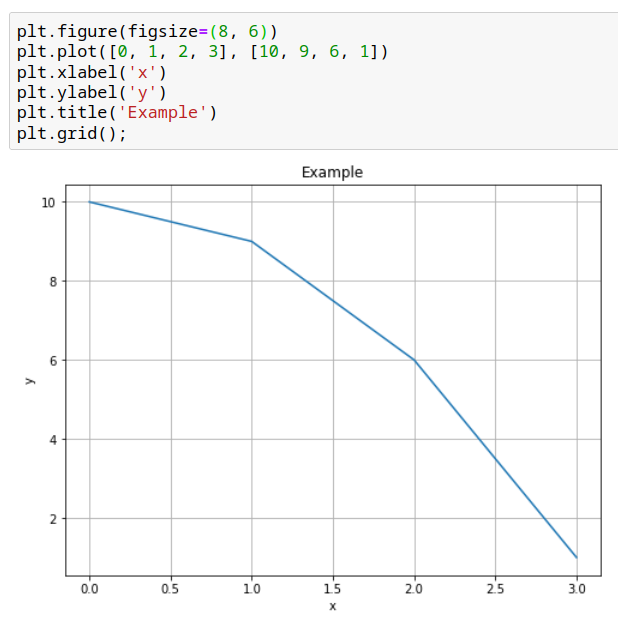 plt.figure(figsize=(8, 6))
plt.plot([0, 1, 2, 3], [10, 9, 6, 1])
plt.xlabel('x')
plt.ylabel('y')
plt.title('Example')
plt.grid();
Example
10
8
6
4
2
y
0.0 0.5 1.0 1.5 2.0 2.5 3.0
x